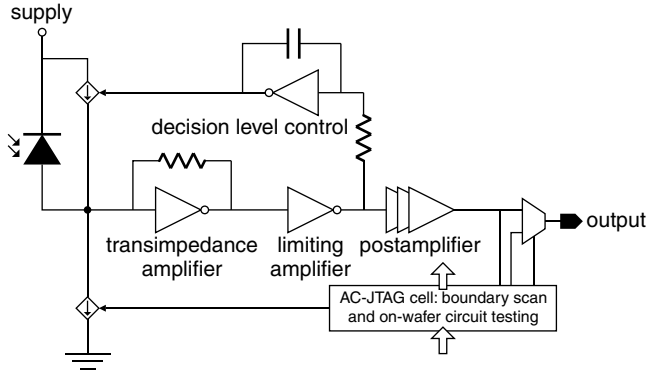 supply
decision level control
transimpedance
amplifier
limiting
amplifier
postamplifier
output
AC-JTAG cell: boundary scan
and on-wafer circuit testing